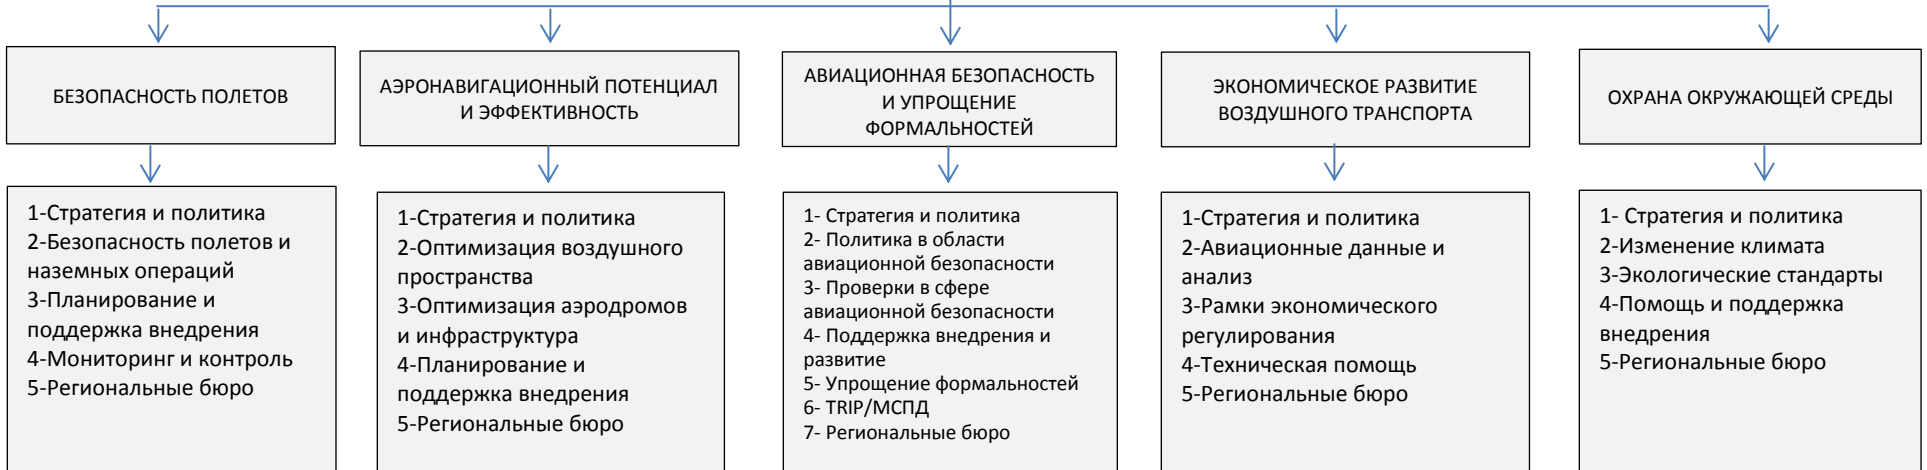 БЕЗОПАСНОСТЬ ПОЛЕТОВ
АЭРОНАВИГАЦИОННЫЙ ПОТЕНЦИАЛ
И ЭФФЕКТИВНОСТЬ
АВИАЦИОННАЯ БЕЗОПАСНОСТЬ
И УПРОЩЕНИЕ
ФОРМАЛЬНОСТЕЙ
ЭКОНОМИЧЕСКОЕ РАЗВИТИЕ
ВОЗДУШНОГО ТРАНСПОРТА
ОХРАНА ОКРУЖАЮЩЕЙ СРЕДЫ
1-Стратегия и политика
2-Безопасность полетов и
наземных операций
3-Планирование и
поддержка внедрения
4-Мониторинг и контроль
5-Региональные бюро
1-Стратегия и политика
2-Оптимизация воздушного
пространства
3-Оптимизация аэродромов
и инфраструктура
4-Планирование и
поддержка внедрения
5-Региональные бюро
1- Стратегия и политика
2- Политика в области
авиационной безопасности
3- Проверки в сфере
авиационной безопасности
4- Поддержка внедрения и
развитие
5- Упрощение формальностей
6- TRIP/МСПД
7- Региональные бюро
1-Стратегия и политика
2-Авиационные данные и
анализ
3-Рамки экономического
регулирования
4-Техническая помощь
5-Региональные бюро
1- Стратегия и политика
2-Изменение климата
3-Экологические стандарты
4-Помощь и поддержка
внедрения
5-Региональные бюро